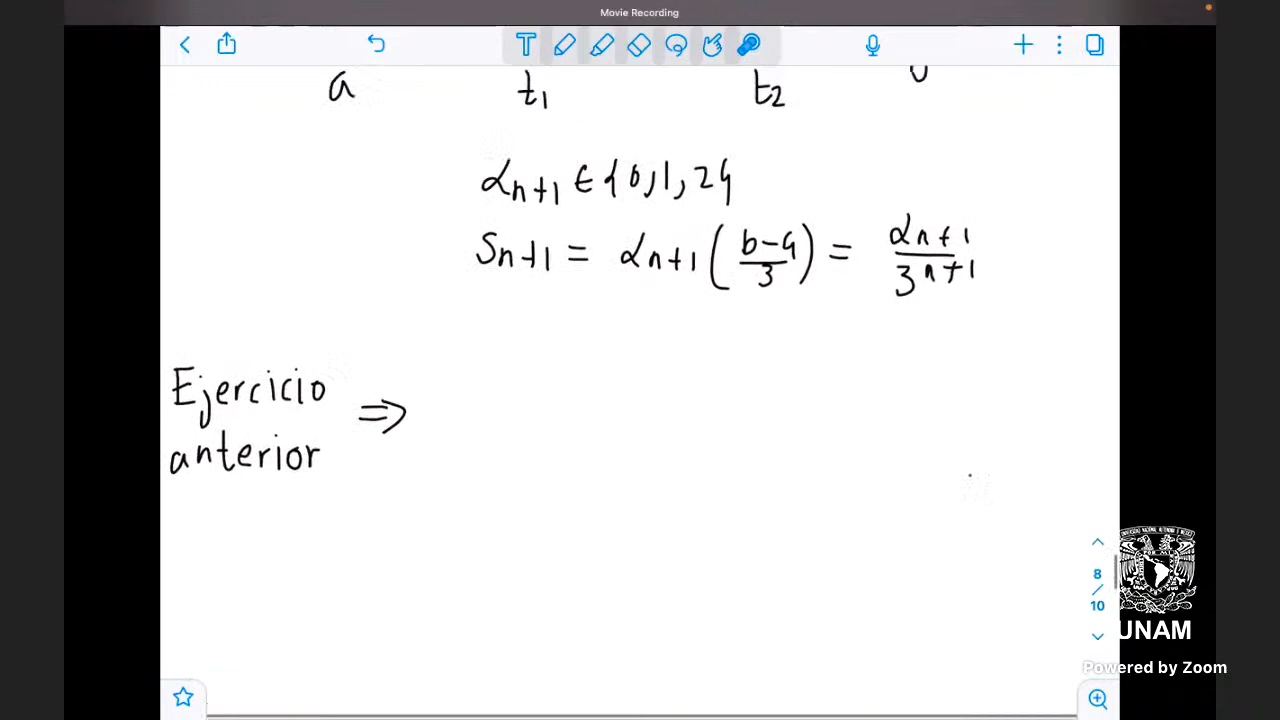 Movie Recording
a t₁ t₂
αₙ₊₁ ∈ {0,1,2}
Sₙ₊₁ = αₙ₊₁ ( (b-a)/3 ) = αₙ₊₁/3ⁿ⁺¹
Ejercicio ⇒
anterior
8
/
10
UNAM
Powered by Zoom